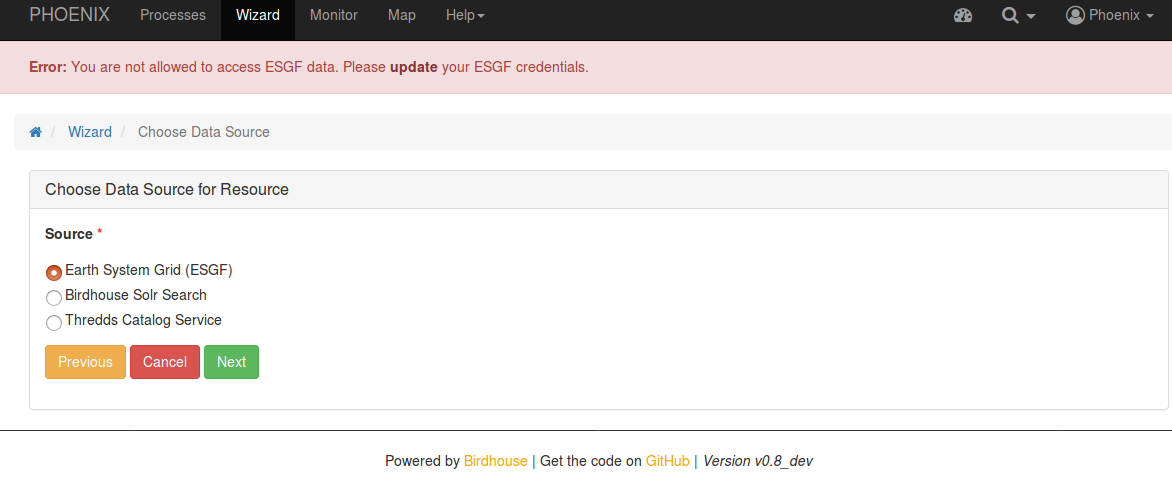 PHOENIX Processes Wizard Monitor Map Help Phoenix
Error: You are not allowed to access ESGF data. Please update your ESGF credentials.
/ Wizard / Choose Data Source
Choose Data Source for Resource
Source *
Earth System Grid (ESGF)
Birdhouse Solr Search
Thredds Catalog Service
Previous Cancel Next
Powered by Birdhouse | Get the code on GitHub | Version v0.8_dev